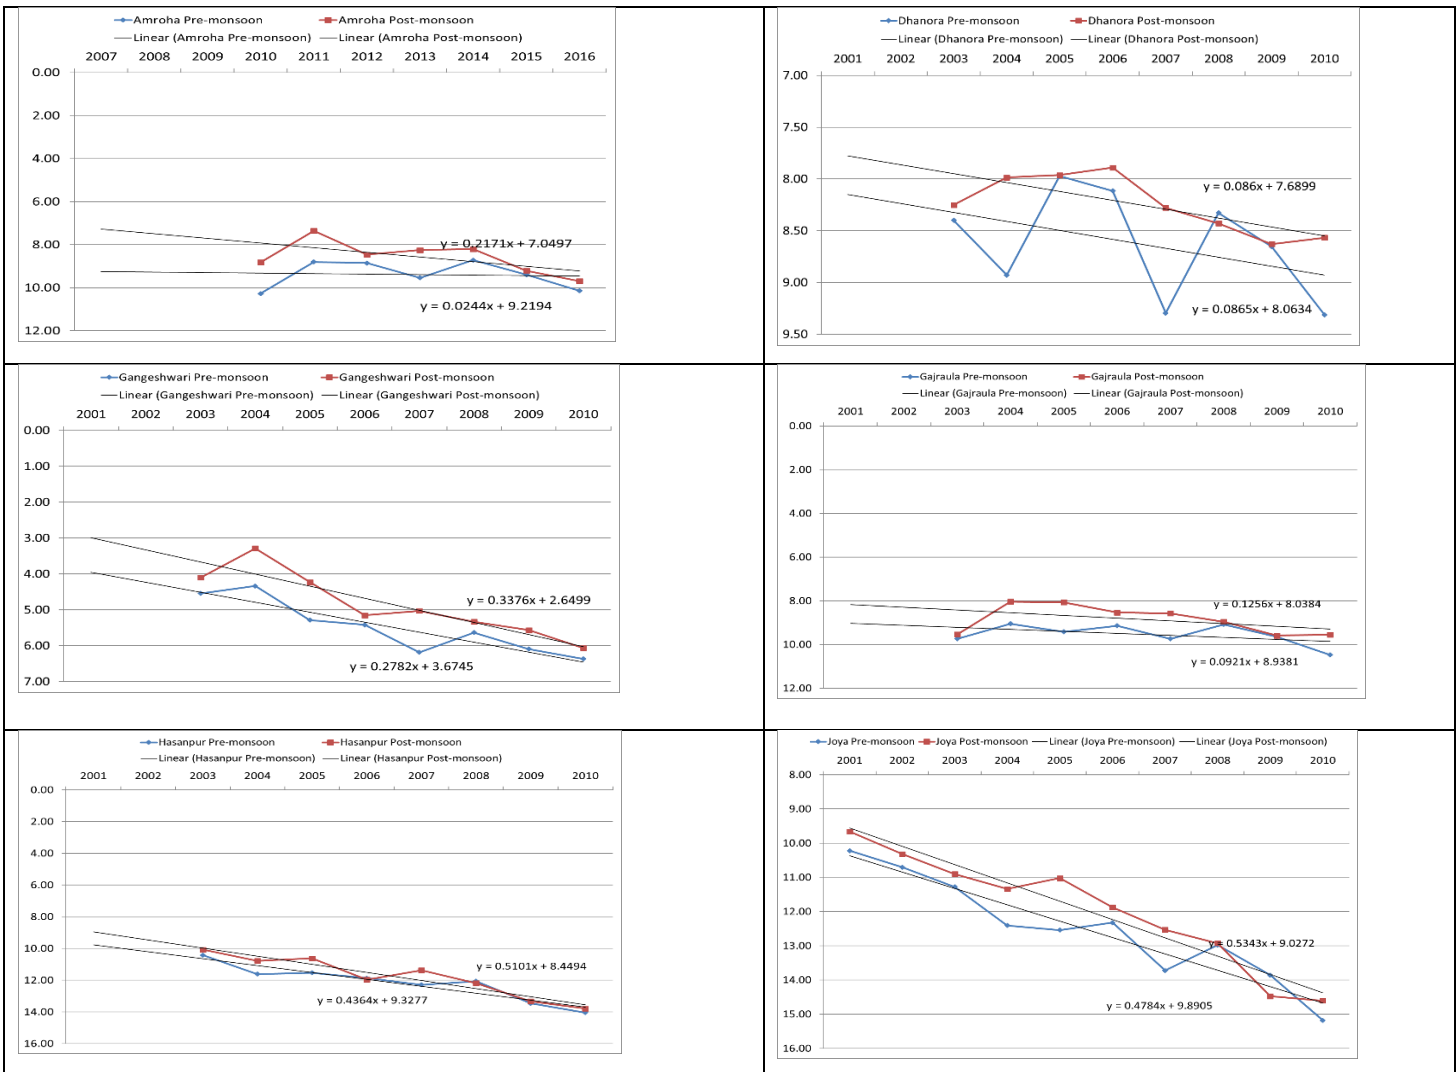 Amroha Pre-monsoon Amroha Post-monsoon
Linear (Amroha Pre-monsoon) Linear (Amroha Post-monsoon)
2007 2008 2009 2010 2011 2012 2013 2014 2015 2016
0.00
2.00
4.00
6.00
8.00
y = 0.2171x + 7.0497
10.00
y = 0.0244x + 9.2194
12.00
Dhanora Pre-monsoon Dhanora Post-monsoon
Linear (Dhanora Pre-monsoon) Linear (Dhanora Post-monsoon)
2001 2002 2003 2004 2005 2006 2007 2008 2009 2010
7.00
7.50
8.00
y = 0.086x + 7.6899
8.50
9.00
y = 0.0865x + 8.0634
9.50
Gangeshwari Pre-monsoon Gangeshwari Post-monsoon
Linear (Gangeshwari Pre-monsoon) Linear (Gangeshwari Post-monsoon)
2001 2002 2003 2004 2005 2006 2007 2008 2009 2010
0.00
1.00
2.00
3.00
4.00
y = 0.3376x + 2.6499
5.00
6.00
y = 0.2782x + 3.6745
7.00
Gajraula Pre-monsoon Gajraula Post-monsoon
Linear (Gajraula Pre-monsoon) Linear (Gajraula Post-monsoon)
2001 2002 2003 2004 2005 2006 2007 2008 2009 2010
0.00
2.00
4.00
6.00
8.00
y = 0.1256x + 8.0384
10.00
y = 0.0921x + 8.9381
12.00
Hasanpur Pre-monsoon Hasanpur Post-monsoon
Linear (Hasanpur Pre-monsoon) Linear (Hasanpur Post-monsoon)
2001 2002 2003 2004 2005 2006 2007 2008 2009 2010
0.00
2.00
4.00
6.00
8.00
10.00
y = 0.5101x + 8.4494
12.00
y = 0.4364x + 9.3277
14.00
16.00
Joya Pre-monsoon Joya Post-monsoon Linear (Joya Pre-monsoon) Linear (Joya Post-monsoon)
2001 2002 2003 2004 2005 2006 2007 2008 2009 2010
8.00
9.00
10.00
11.00
12.00
y = 0.5343x + 9.0272
13.00
14.00
y = 0.4784x + 9.8905
15.00
16.00